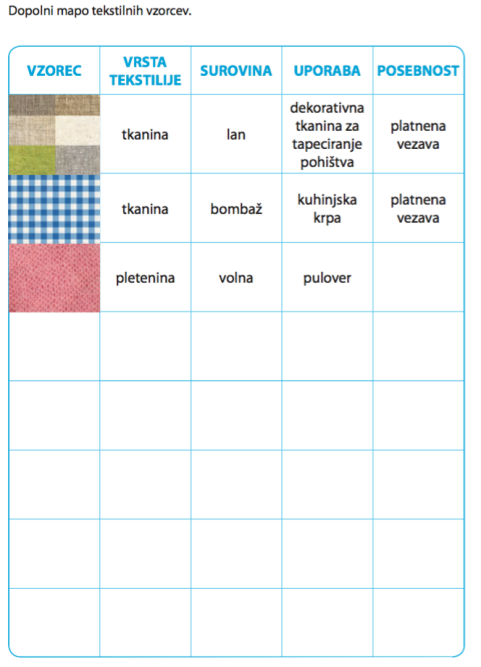 Dopolni mapo tekstilnih vzorcev.
VZOREC
VRSTA
TEKSTILIJE
SUROVINA
UPORABA
POSEBNOST
tkanina
lan
dekorativna
tkanina za
tapeciranje
pohištva
platnena
vezava
tkanina
bombaž
kuhinjska
krpa
platnena
vezava
pletenina
volna
pulover